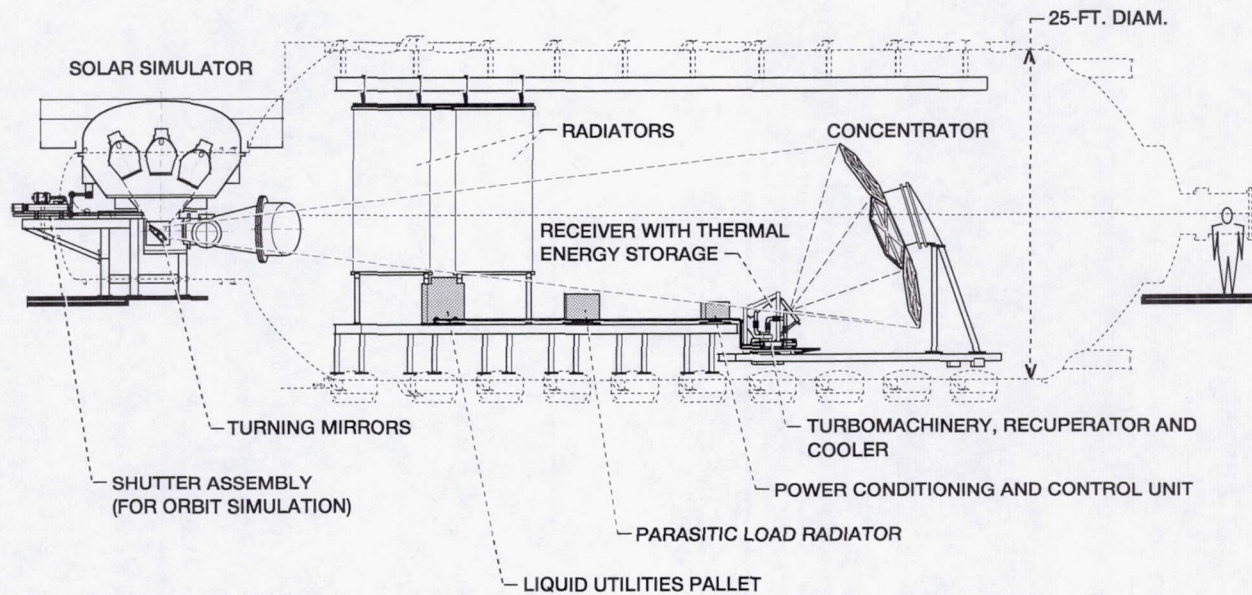 25-FT. DIAM.
SOLAR SIMULATOR
RADIATORS
CONCENTRATOR
RECEIVER WITH THERMAL
ENERGY STORAGE
TURNING MIRRORS
TURBOMACHINERY, RECUPERATOR AND
COOLER
SHUTTER ASSEMBLY
(FOR ORBIT SIMULATION)
POWER CONDITIONING AND CONTROL UNIT
PARASITIC LOAD RADIATOR
LIQUID UTILITIES PALLET